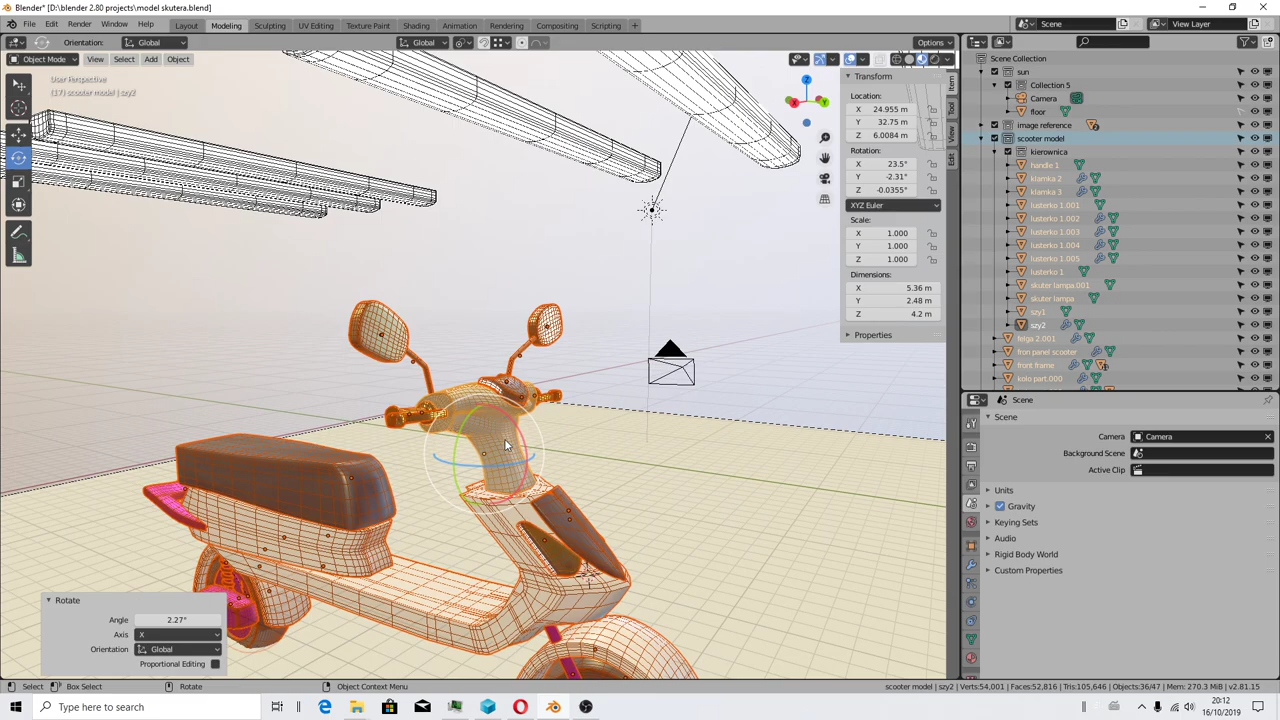 Blender* [D:\blender 2.80 projects\model skutera.blend]
File Edit Render Window Help Layout Modeling Sculpting UV Editing Texture Paint Shading Animation Rendering Compositing Scripting + Scene View Layer
Orientation: Global Global Options
Object Mode View Select Add Object
User Perspective
(17) scooter model | szy2
Transform
Location:
X 24.955 m
Y 32.75 m
Z 6.0084 m
Rotation:
X 23.5°
Y -2.31°
Z -0.0355°
XYZ Euler
Scale:
X 1.000
Y 1.000
Z 1.000
Dimensions:
X 5.36 m
Y 2.48 m
Z 4.2 m
Properties
Item
Tool
View
Edit
Scene Collection
sun
Collection 5
Camera
floor
image reference
scooter model
kierownica
handle 1
klamka 2
klamka 3
lusterko 1.001
lusterko 1.002
lusterko 1.003
lusterko 1.004
lusterko 1.005
lusterko 1
skuter lampa.001
skuter lampa
szy1
szy2
felga 2.001
fron panel scooter
front frame
kolo part.000
Scene
Scene
Camera Camera
Background Scene
Active Clip
Units
Gravity
Keying Sets
Audio
Rigid Body World
Custom Properties
Rotate
Angle 2.27°
Axis X
Orientation Global
Proportional Editing
Select Box Select Rotate Object Context Menu scooter model | szy2 | Verts:54,001 | Faces:52,816 | Tris:105,646 | Objects:36/47 | Mem: 270.3 MiB | v2.81.15
Type here to search
20:12
16/10/2019